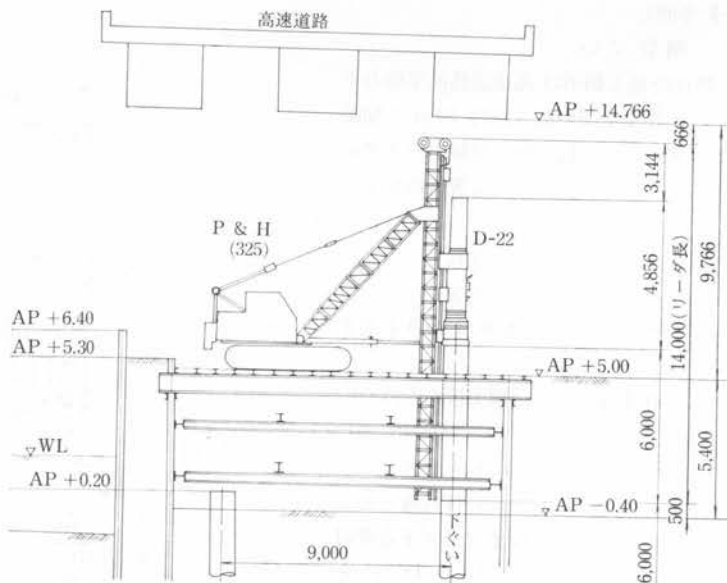 高速道路
AP +14.766
666
3,144
P & H
(325)
D-22
4,856
14,000(リーダ長)
9,766
AP +6.40
AP +5.30
AP +5.00
WL
6,000
5,400
AP +0.20
AP −0.40
500
下ぐい
9,000
6,000